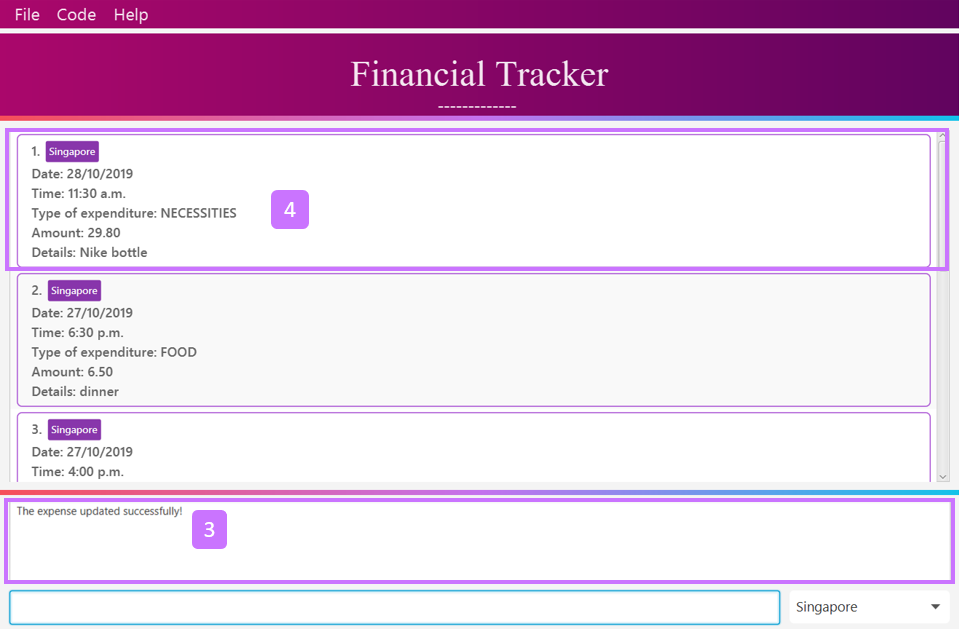 File Code Help
Financial Tracker
-------------
1. Singapore
Date: 28/10/2019
Time: 11:30 a.m.
Type of expenditure: NECESSITIES
4
Amount: 29.80
Details: Nike bottle
2. Singapore
Date: 27/10/2019
Time: 6:30 p.m.
Type of expenditure: FOOD
Amount: 6.50
Details: dinner
3. Singapore
Date: 27/10/2019
Time: 4:00 p.m.
The expense updated successfully!
3
Singapore